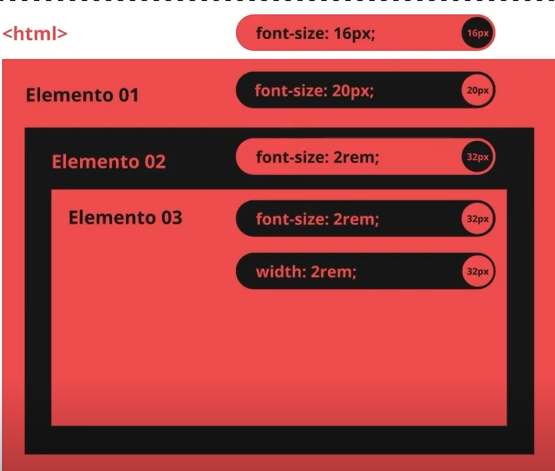 <html> font-size: 16px; 16px
Elemento 01 font-size: 20px; 20px
Elemento 02 font-size: 2rem; 32px
Elemento 03 font-size: 2rem; 32px
width: 2rem; 32px